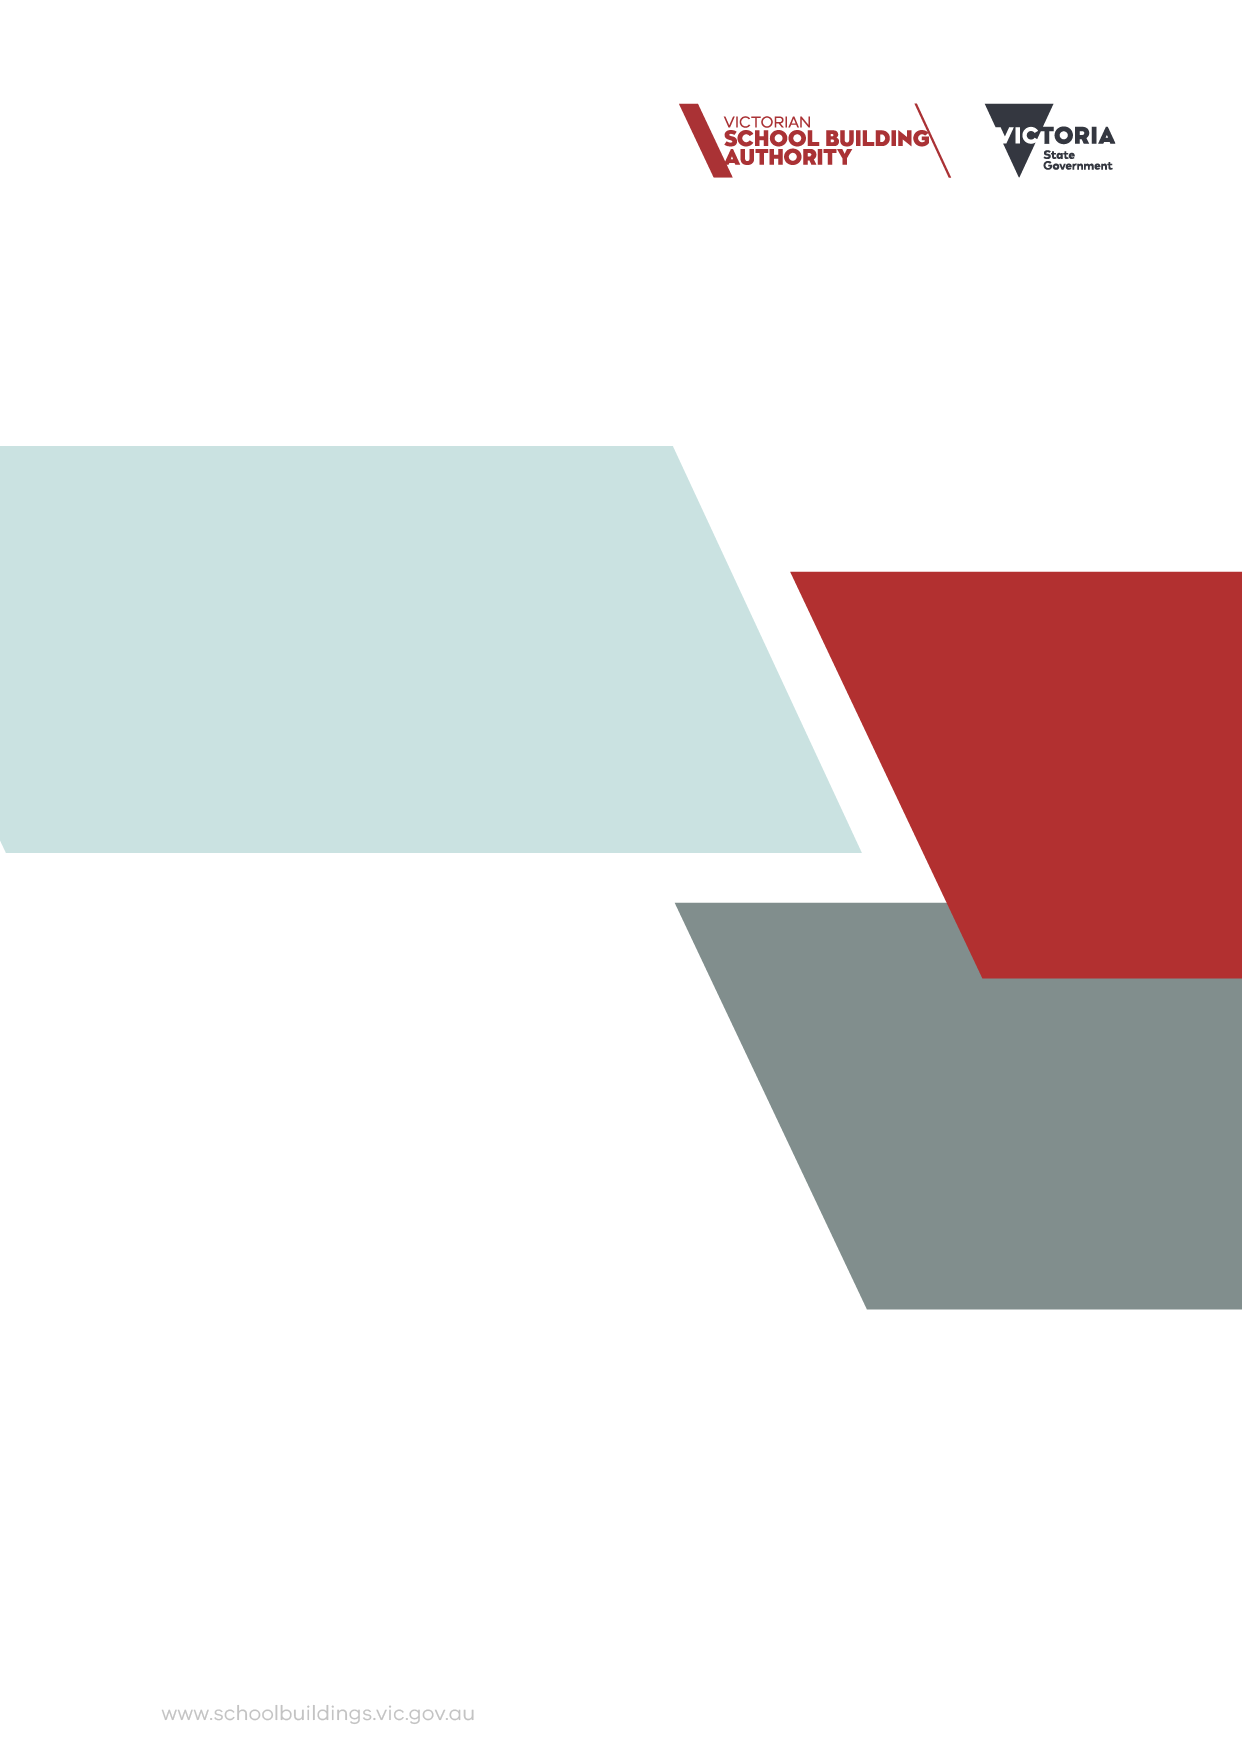 VICTORIAN
SCHOOL BUILDING
AUTHORITY
VICTORIA
State
Government
www.schoolbuildings.vic.gov.au